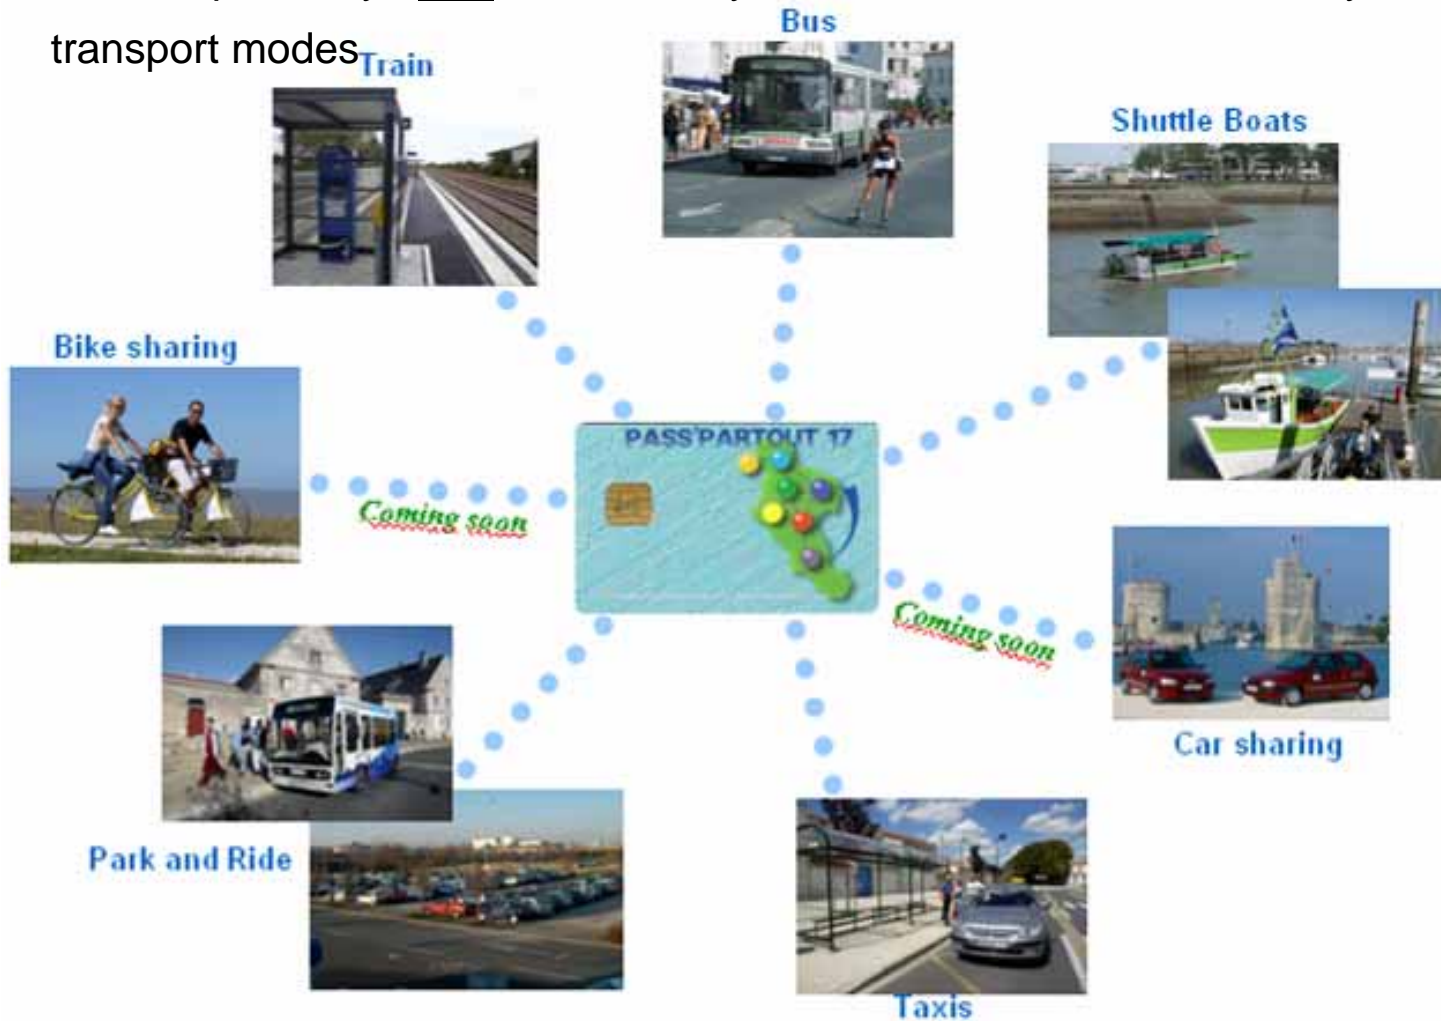 transport modes
Train
Bus
Shuttle Boats
Bike sharing
PASS'PARTOUT 17
Coming soon
Coming soon
Car sharing
Park and Ride
Taxis